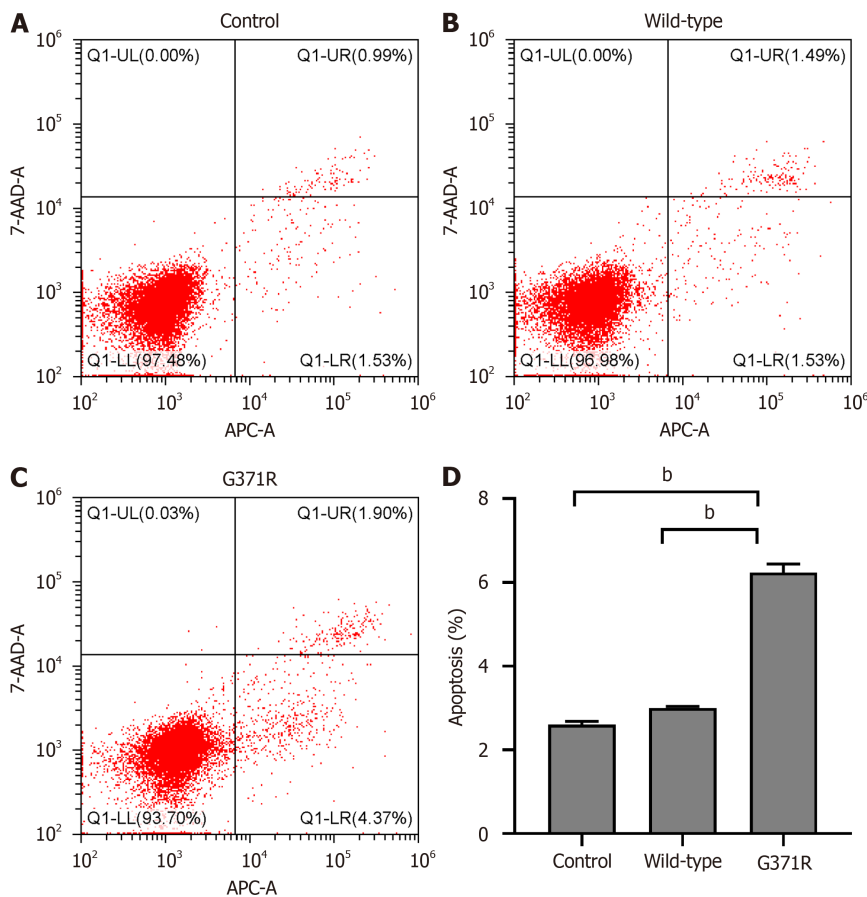 A
Control
10^6
Q1-UL(0.00%)
Q1-UR(0.99%)
10^5
7-AAD-A
10^4
10^3
Q1-LL(97.48%)
Q1-LR(1.53%)
10^2
10^2 10^3 10^4 10^5 10^6
APC-A
B
Wild-type
10^6
Q1-UL(0.00%)
Q1-UR(1.49%)
10^5
7-AAD-A
10^4
10^3
Q1-LL(96.98%)
Q1-LR(1.53%)
10^2
10^2 10^3 10^4 10^5 10^6
APC-A
C
G371R
10^6
Q1-UL(0.03%)
Q1-UR(1.90%)
10^5
7-AAD-A
10^4
10^3
Q1-LL(93.70%)
Q1-LR(4.37%)
10^2
10^2 10^3 10^4 10^5 10^6
APC-A
D
b
b
8
6
Apoptosis (%)
4
2
0
Control Wild-type G371R